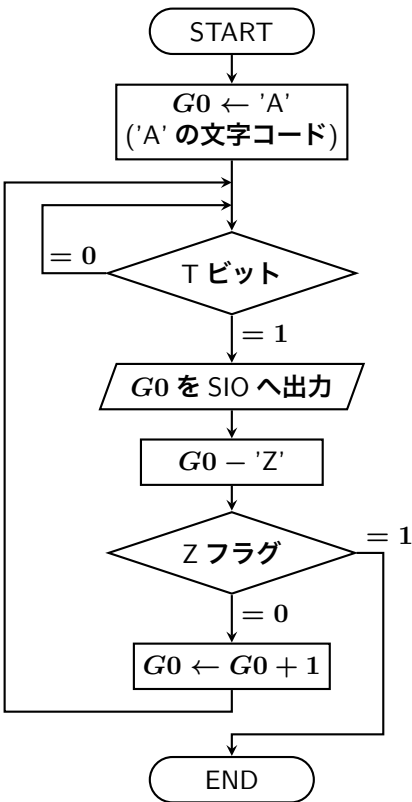 START
G0 ← 'A'
('A' の文字コード)
= 0
T ビット
= 1
G0 を SIO へ出力
G0 − 'Z'
= 1
Z フラグ
= 0
G0 ← G0 + 1
END